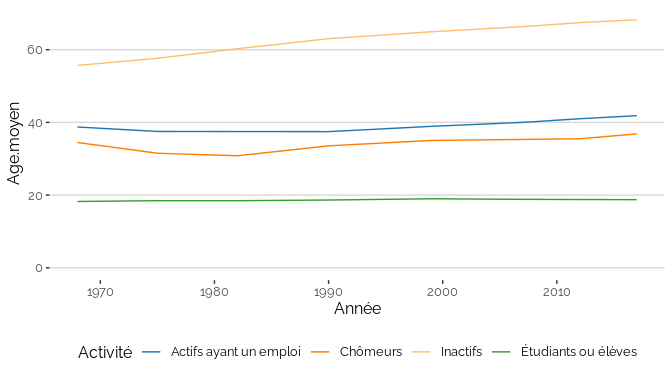 60
40
20
0
Age.moyen
1970 1980 1990 2000 2010
Année
Activité Actifs ayant un emploi Chômeurs Inactifs Étudiants ou élèves